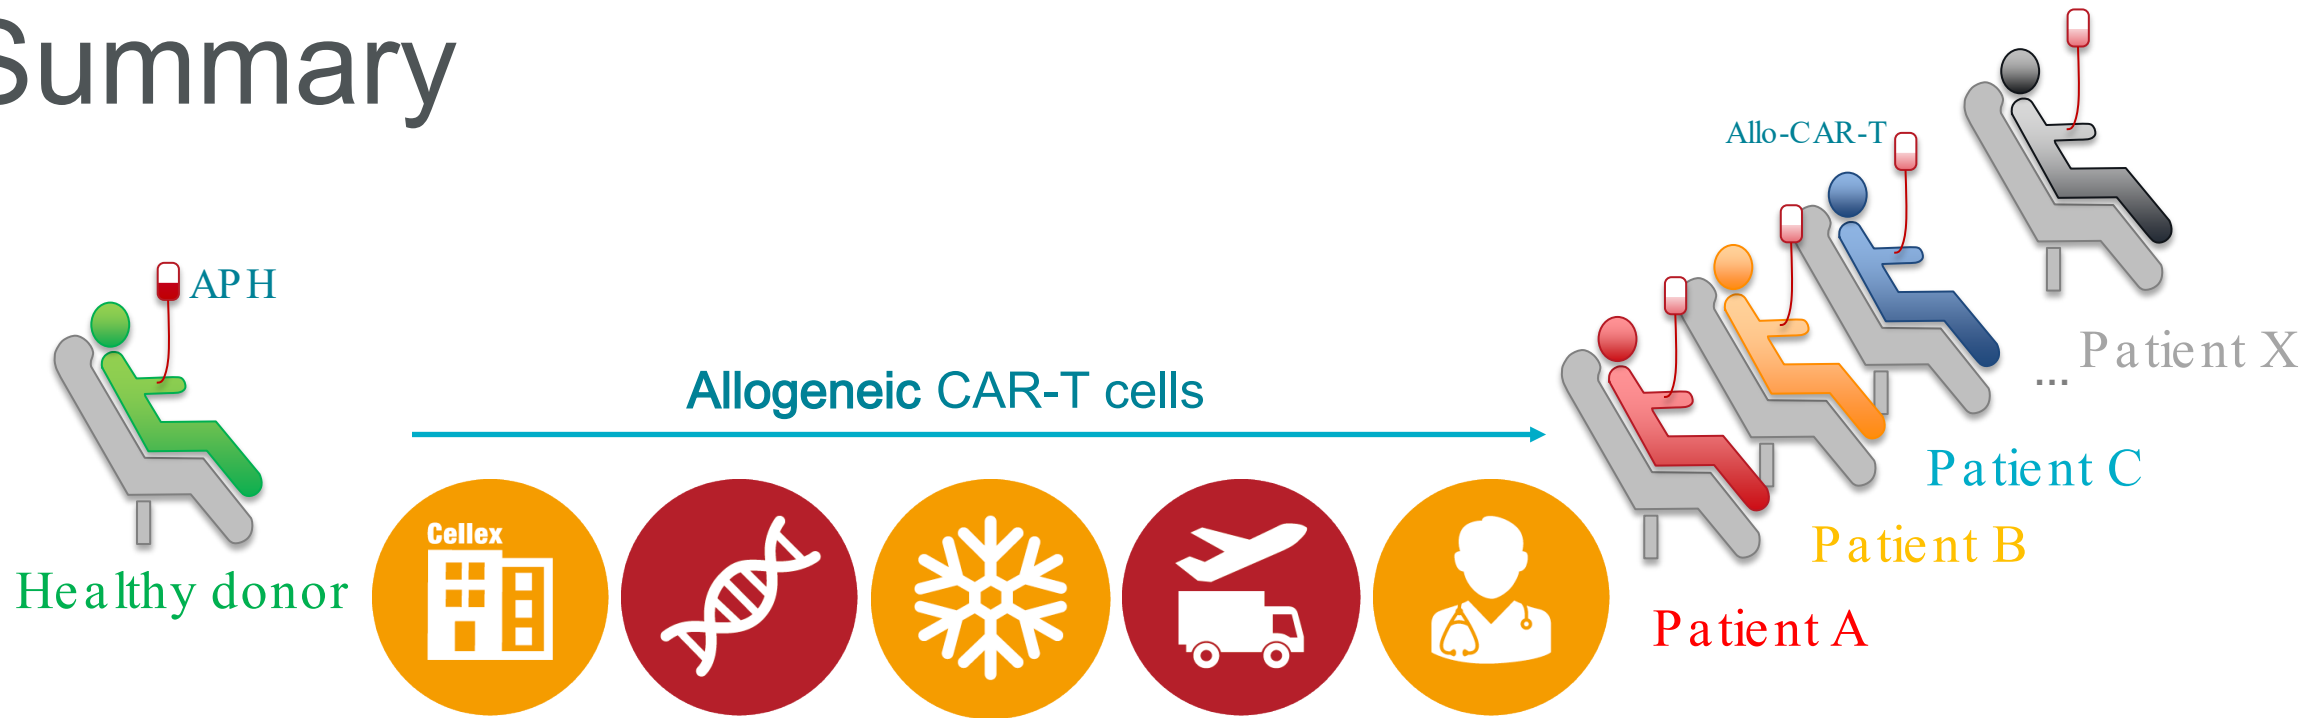 Summary
Allo-CAR-T
APH
Patient X
...
Allogeneic CAR-T cells
Patient C
Cellex
Patient B
Healthy donor
Patient A